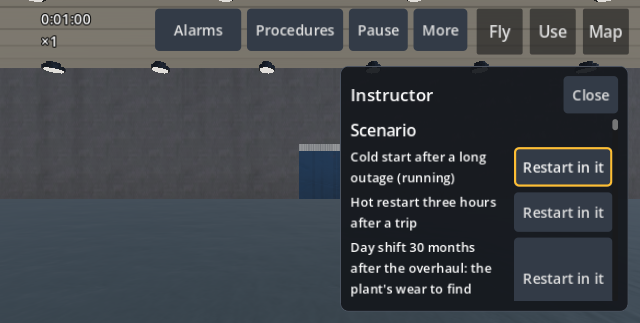 0:01:00
×1
Alarms
Procedures
Pause
More
Fly
Use
Map
Instructor
Close
Scenario
Cold start after a long
outage (running)
Restart in it
Hot restart three hours
after a trip
Restart in it
Day shift 30 months
after the overhaul: the
plant's wear to find
Restart in it